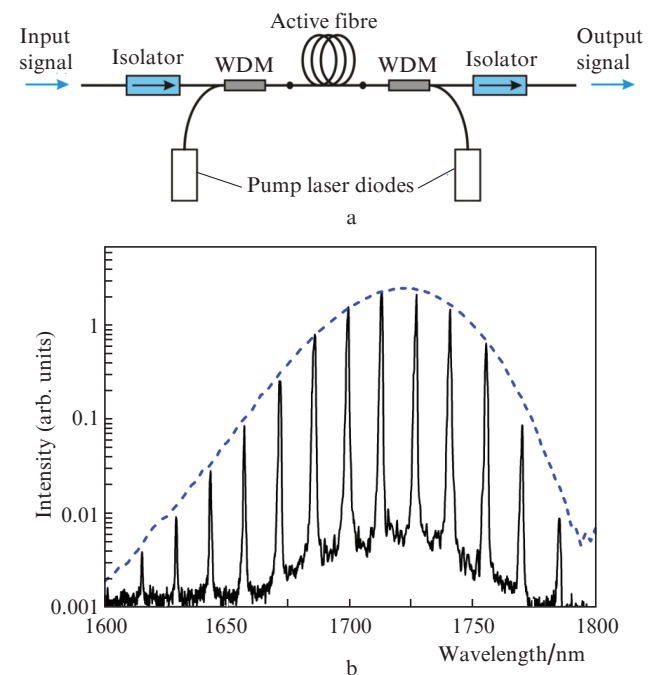 Active fibre
Input
signal
Output
signal
Isolator
WDM
WDM
Isolator
Pump laser diodes
a
Intensity (arb. units)
1
0.1
0.01
0.001
1600
1650
1700
1750
1800
Wavelength/nm
b